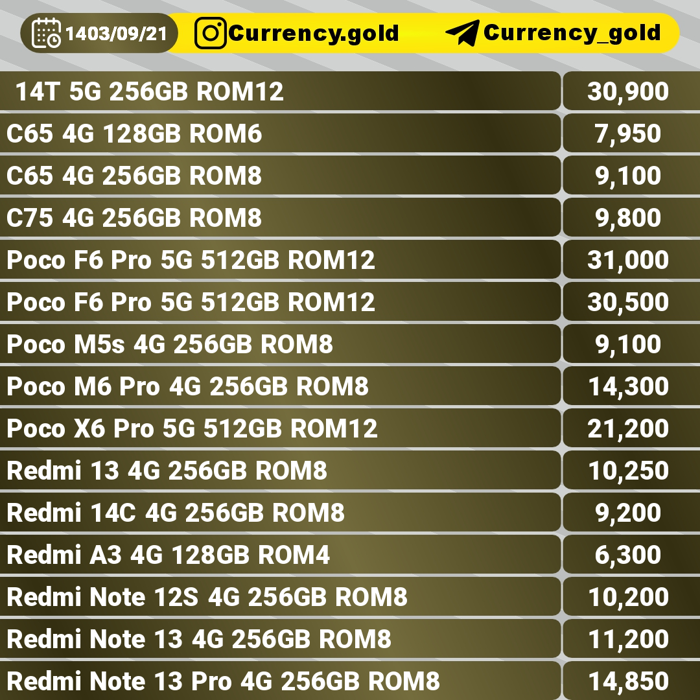 1403/09/21 Currency.gold Currency_gold
14T 5G 256GB ROM12 30,900
C65 4G 128GB ROM6 7,950
C65 4G 256GB ROM8 9,100
C75 4G 256GB ROM8 9,800
Poco F6 Pro 5G 512GB ROM12 31,000
Poco F6 Pro 5G 512GB ROM12 30,500
Poco M5s 4G 256GB ROM8 9,100
Poco M6 Pro 4G 256GB ROM8 14,300
Poco X6 Pro 5G 512GB ROM12 21,200
Redmi 13 4G 256GB ROM8 10,250
Redmi 14C 4G 256GB ROM8 9,200
Redmi A3 4G 128GB ROM4 6,300
Redmi Note 12S 4G 256GB ROM8 10,200
Redmi Note 13 4G 256GB ROM8 11,200
Redmi Note 13 Pro 4G 256GB ROM8 14,850